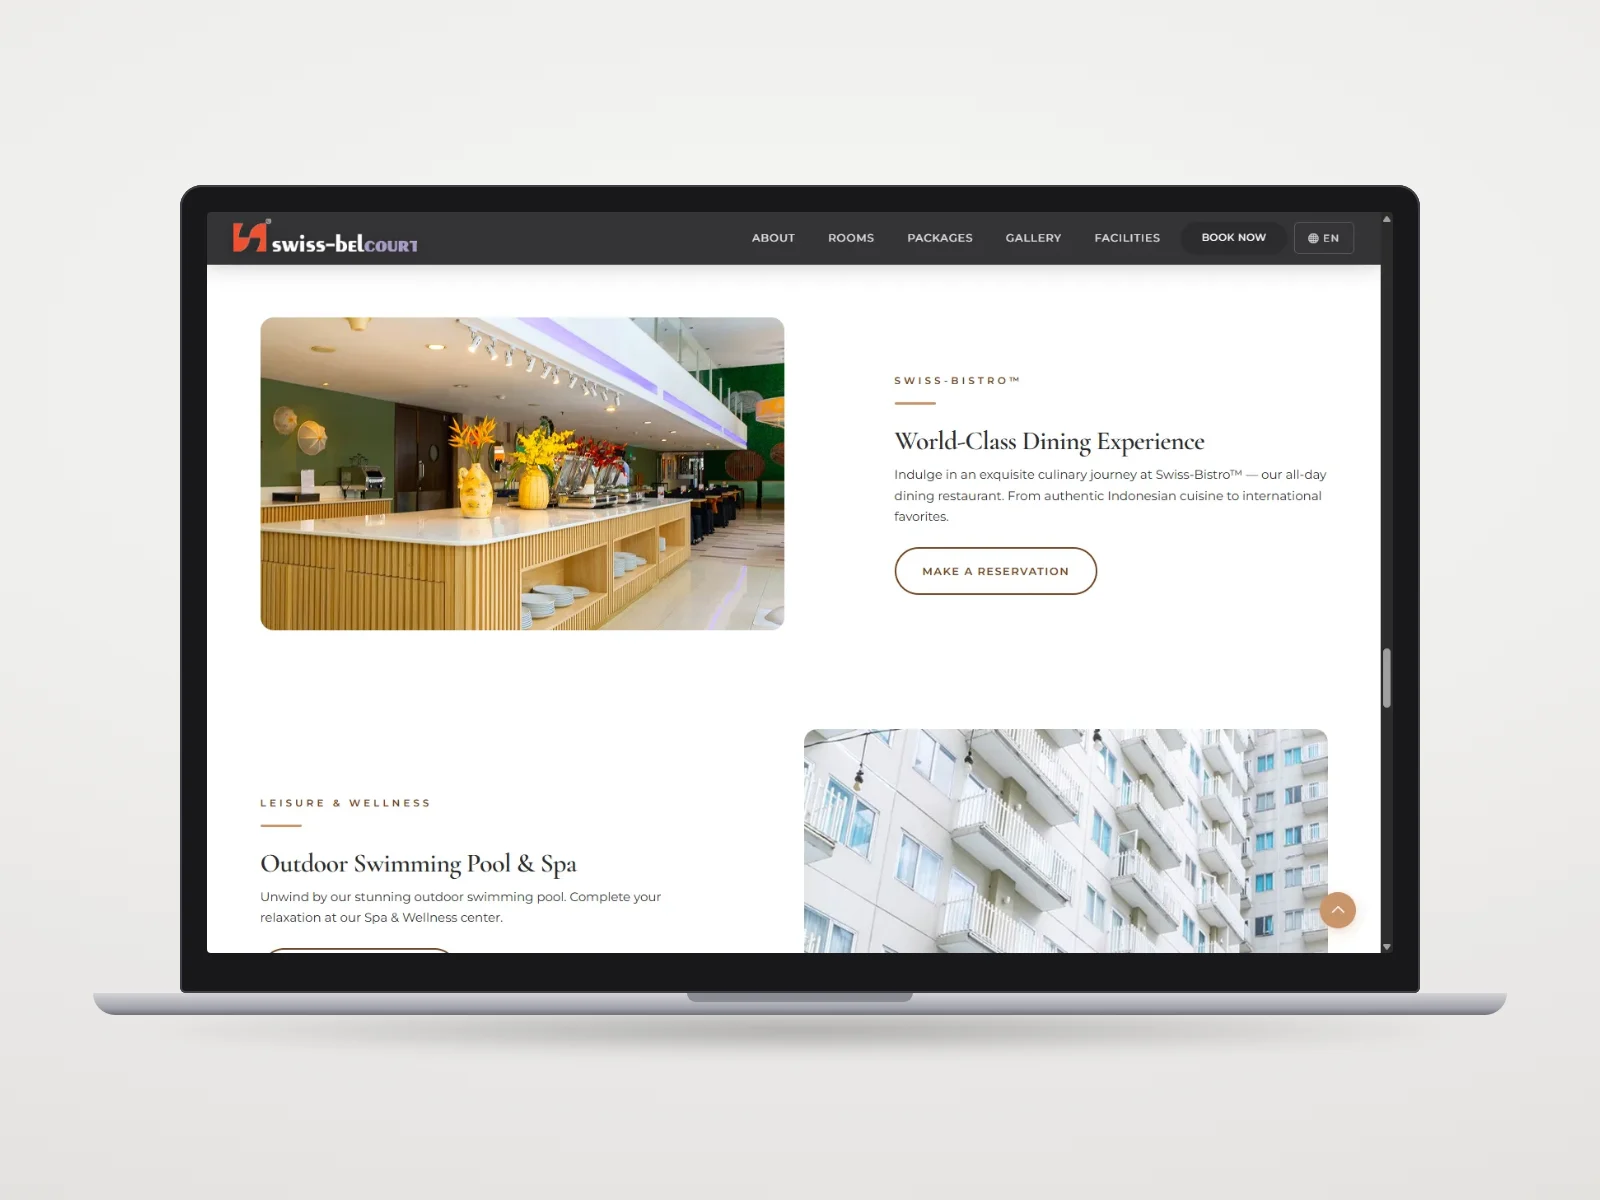 swiss-belcourt
ABOUT
ROOMS
PACKAGES
GALLERY
FACILITIES
BOOK NOW
EN
SWISS-BISTRO™
World-Class Dining Experience
Indulge in an exquisite culinary journey at Swiss-Bistro™ — our all-day
dining restaurant. From authentic Indonesian cuisine to international
favorites.
MAKE A RESERVATION
LEISURE & WELLNESS
Outdoor Swimming Pool & Spa
Unwind by our stunning outdoor swimming pool. Complete your
relaxation at our Spa & Wellness center.